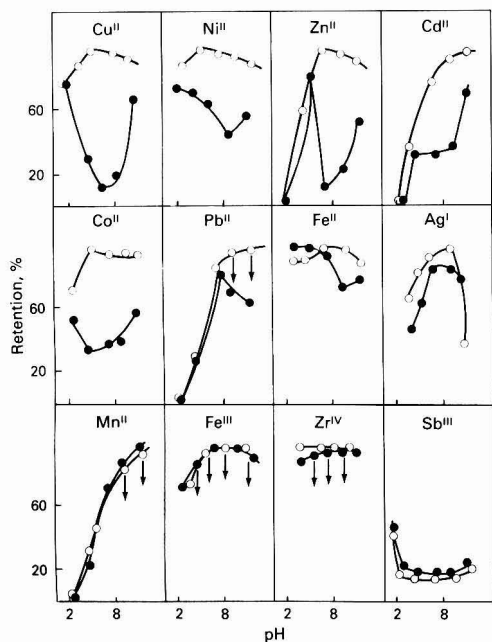 Cu^II Ni^II Zn^II Cd^II
60
20
Co^II Pb^II Fe^II Ag^I
60
20
Retention, %
Mn^II Fe^III Zr^IV Sb^III
60
20
2 8 2 8 2 8 2 8
pH